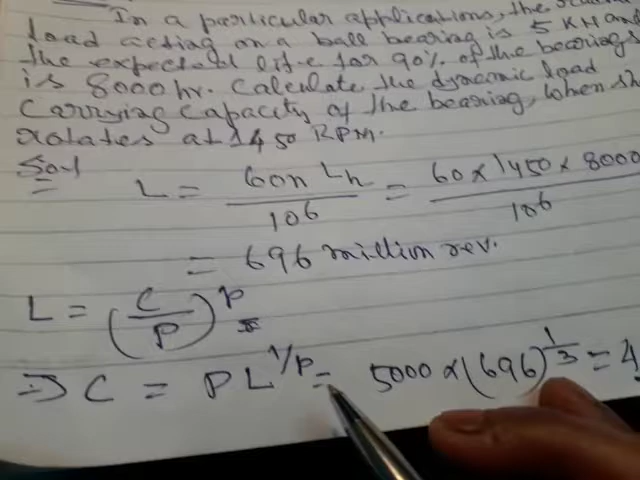 In a particular applications, the
load acting on a ball bearing is 5 KN and
the expected life for 90% of the bearings
is 8000 hr. Calculate the dynamic load
Carrying capacity of the bearing, when sh
rotates at 1450 RPM.
Sol
L = 60n Lh / 10^6 = 60 × 1450 × 8000 / 10^6
= 696 million rev.
L = (C/P)^p
⇒ C = PL^1/p = 5000 × (696)^1/3 = 4